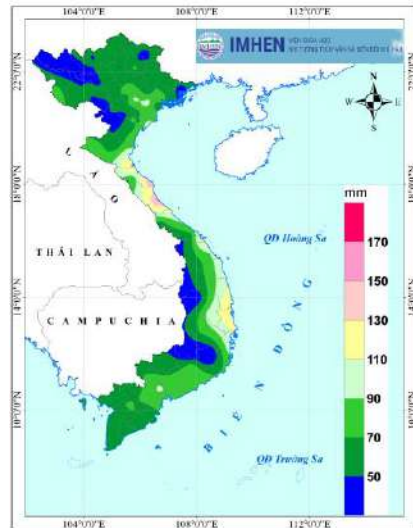 104°0'0"E 108°0'0"E 112°0'0"E
IMHEN
N
W E
S
22°0'0"N
18°0'0"N
14°0'0"N
10°0'0"N
L À O
THÁI LAN
CAMPUCHIA
QĐ Hoàng Sa
BIỂN ĐÔNG
QĐ Trường Sa
mm
170
150
130
110
90
70
50
104°0'0"E 108°0'0"E 112°0'0"E